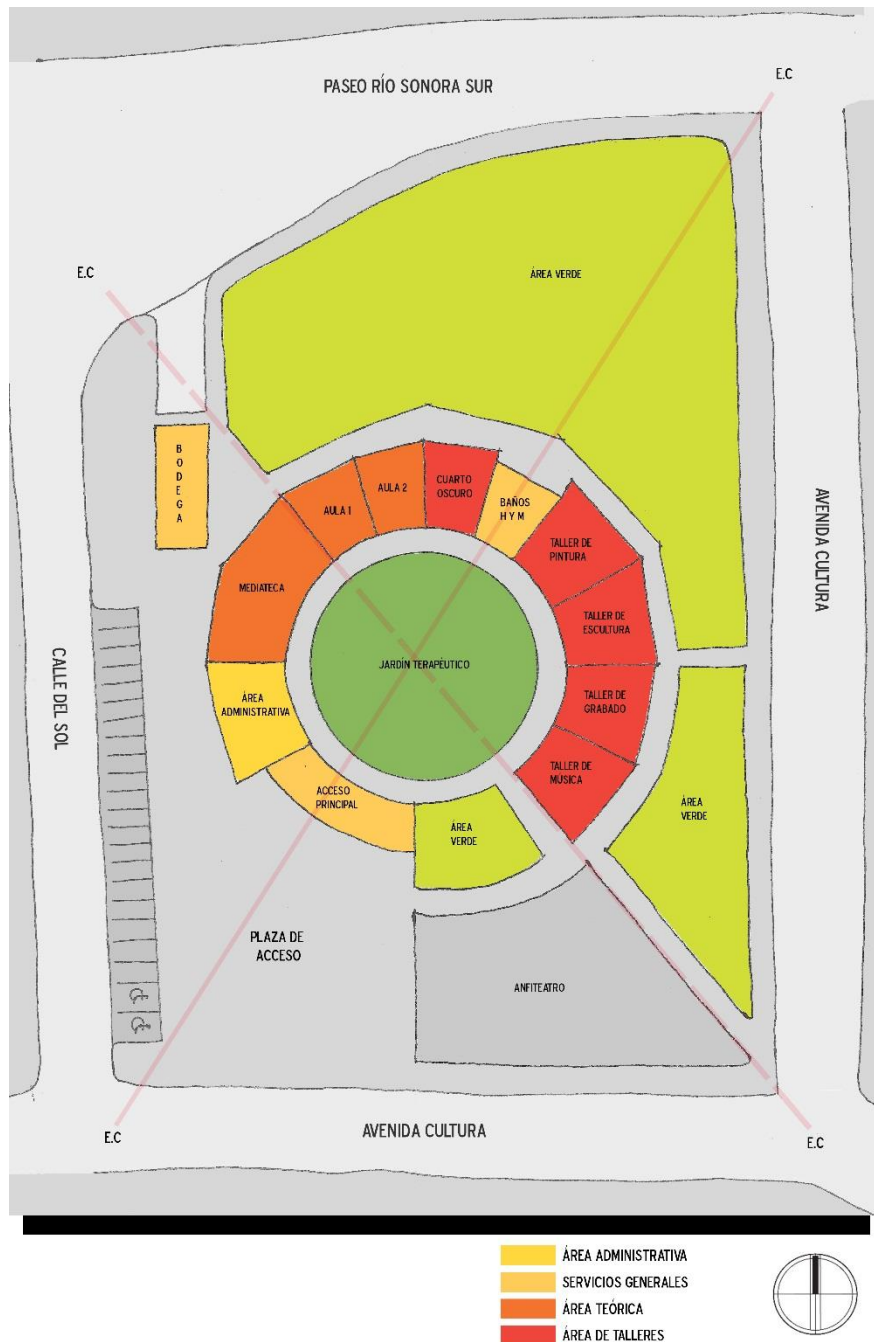 PASEO RÍO SONORA SUR
E.C
E.C
ÁREA VERDE
BODEGA
AULA 1
AULA 2
CUARTO
OSCURO
BAÑOS
H Y M
TALLER DE
PINTURA
MEDIATECA
TALLER DE
ESCULTURA
AVENIDA CULTURA
CALLE DEL SOL
JARDÍN TERAPÉUTICO
ÁREA
ADMINISTRATIVA
TALLER DE
GRABADO
TALLER DE
MÚSICA
ACCESO
PRINCIPAL
ÁREA
VERDE
ÁREA
VERDE
PLAZA DE
ACCESO
ANFITEATRO
E.C
AVENIDA CULTURA
E.C
ÁREA ADMINISTRATIVA
SERVICIOS GENERALES
ÁREA TEÓRICA
ÁREA DE TALLERES